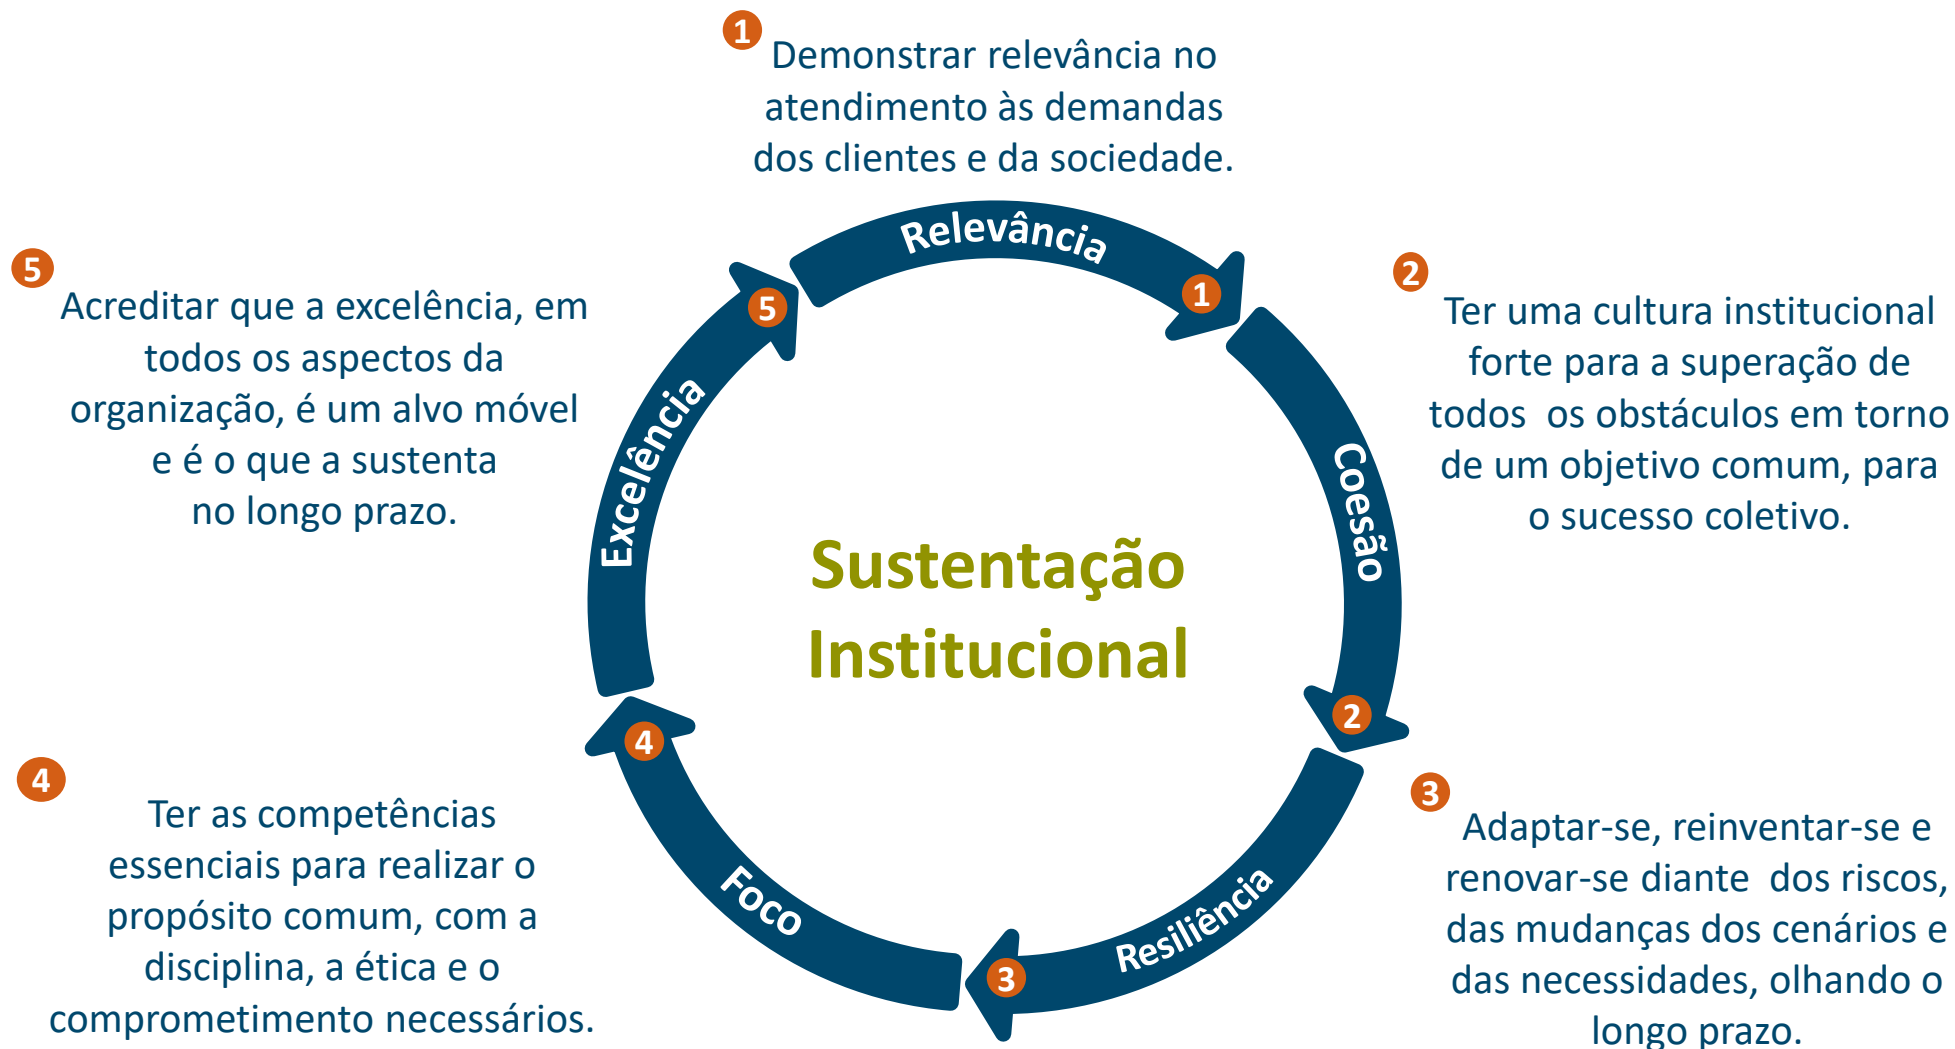 1
Demonstrar relevância no
atendimento às demandas
dos clientes e da sociedade.
Relevância
1
2
Ter uma cultura institucional
forte para a superação de
todos  os obstáculos em torno
de um objetivo comum, para
o sucesso coletivo.
Coesão
2
3
Adaptar-se, reinventar-se e
renovar-se diante  dos riscos,
das mudanças dos cenários e
das necessidades, olhando o
longo prazo.
Resiliência
3
4
Ter as competências
essenciais para realizar o
propósito comum, com a
disciplina, a ética e o
comprometimento necessários.
Foco
4
5
Acreditar que a excelência, em
todos os aspectos da
organização, é um alvo móvel
e é o que a sustenta
no longo prazo.
Excelência
5
Sustentação
Institucional